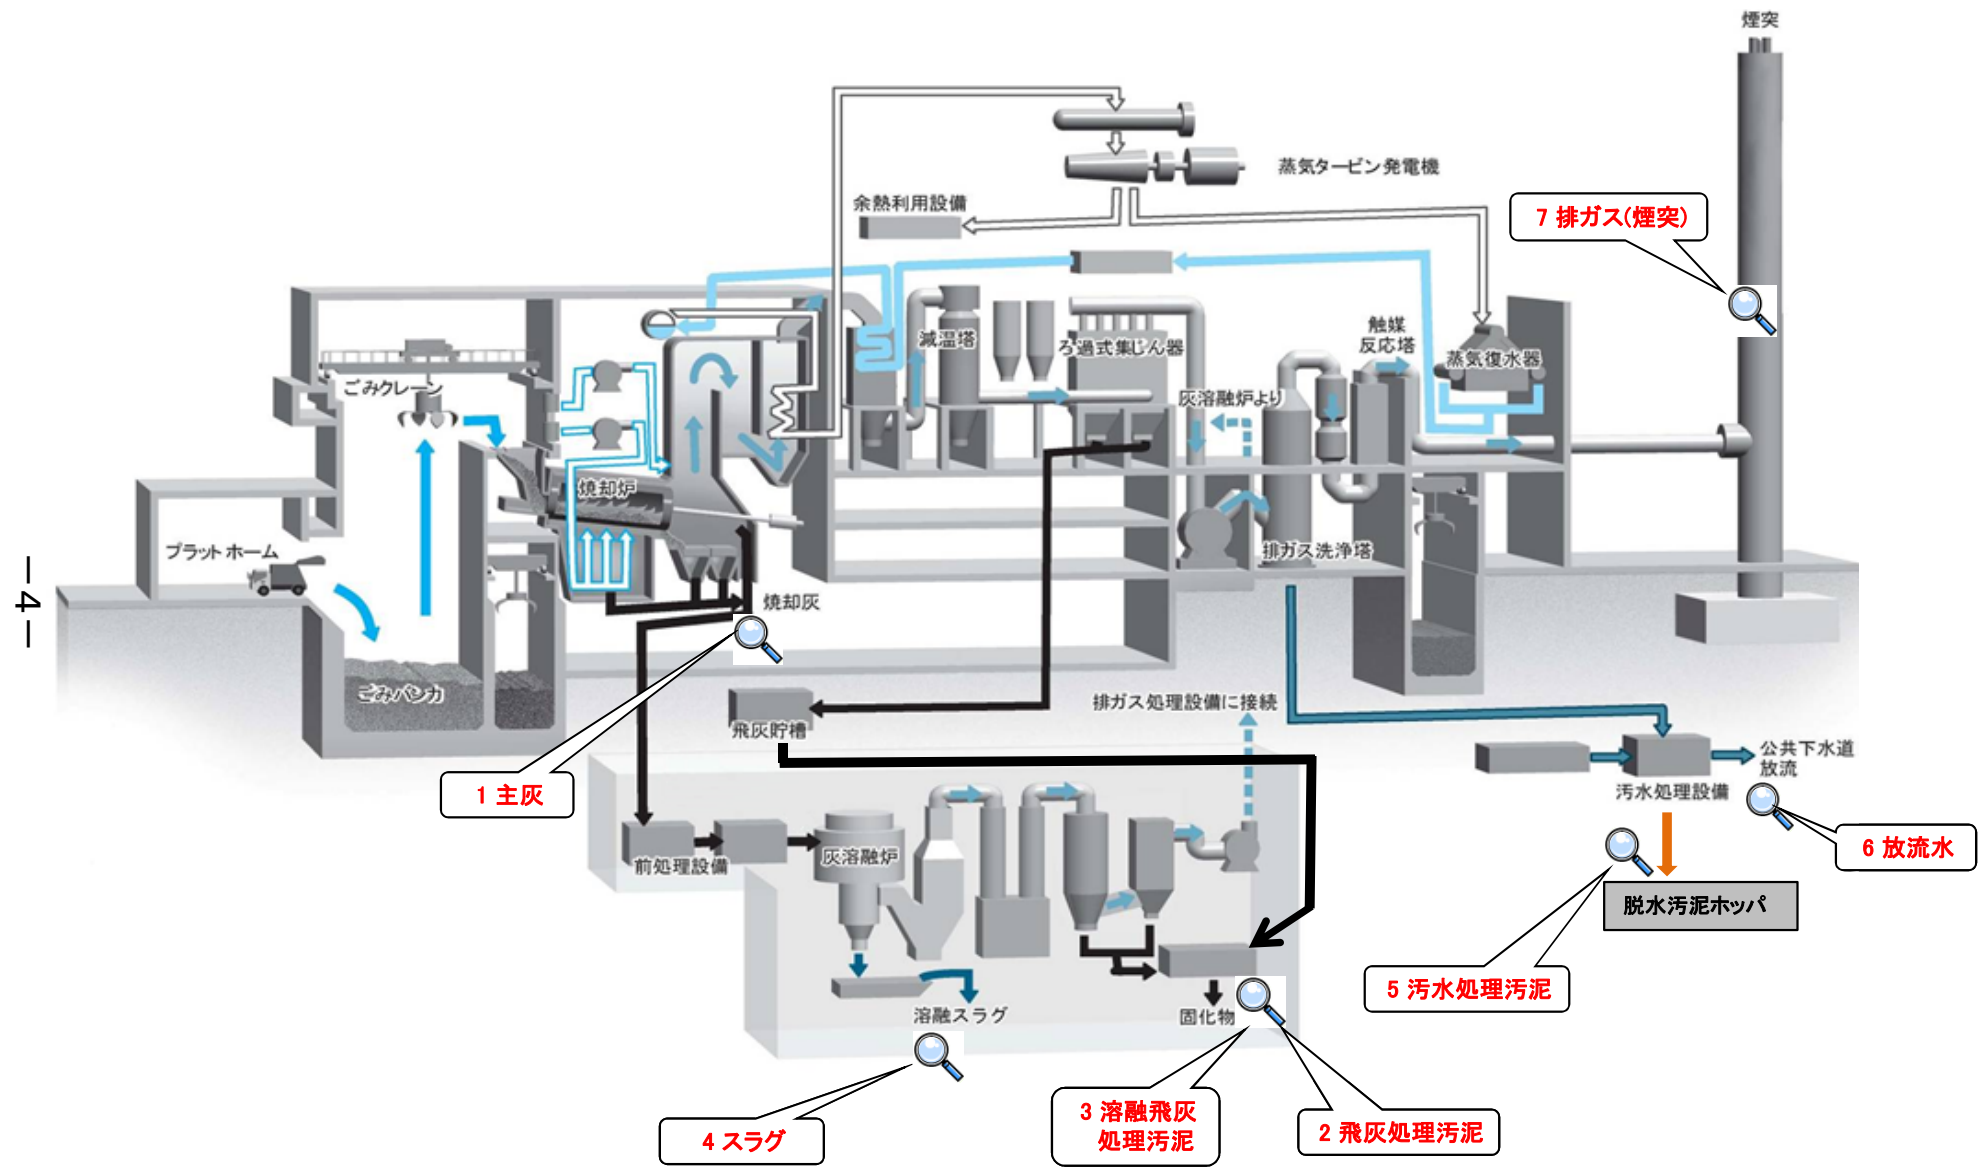 煙突
蒸気タービン発電機
余熱利用設備
7 排ガス(煙突)
減温塔
ろ過式集じん器
触媒
反応塔
蒸気復水器
ごみクレーン
灰溶融炉より
焼却炉
プラットホーム
排ガス洗浄塔
焼却灰
ごみバンカ
飛灰貯槽
排ガス処理設備に接続
公共下水道
放流
汚水処理設備
1 主灰
6 放流水
前処理設備
灰溶融炉
脱水汚泥ホッパ
5 汚水処理汚泥
溶融スラグ
固化物
4 スラグ
3 溶融飛灰
処理汚泥
2 飛灰処理汚泥
―4―